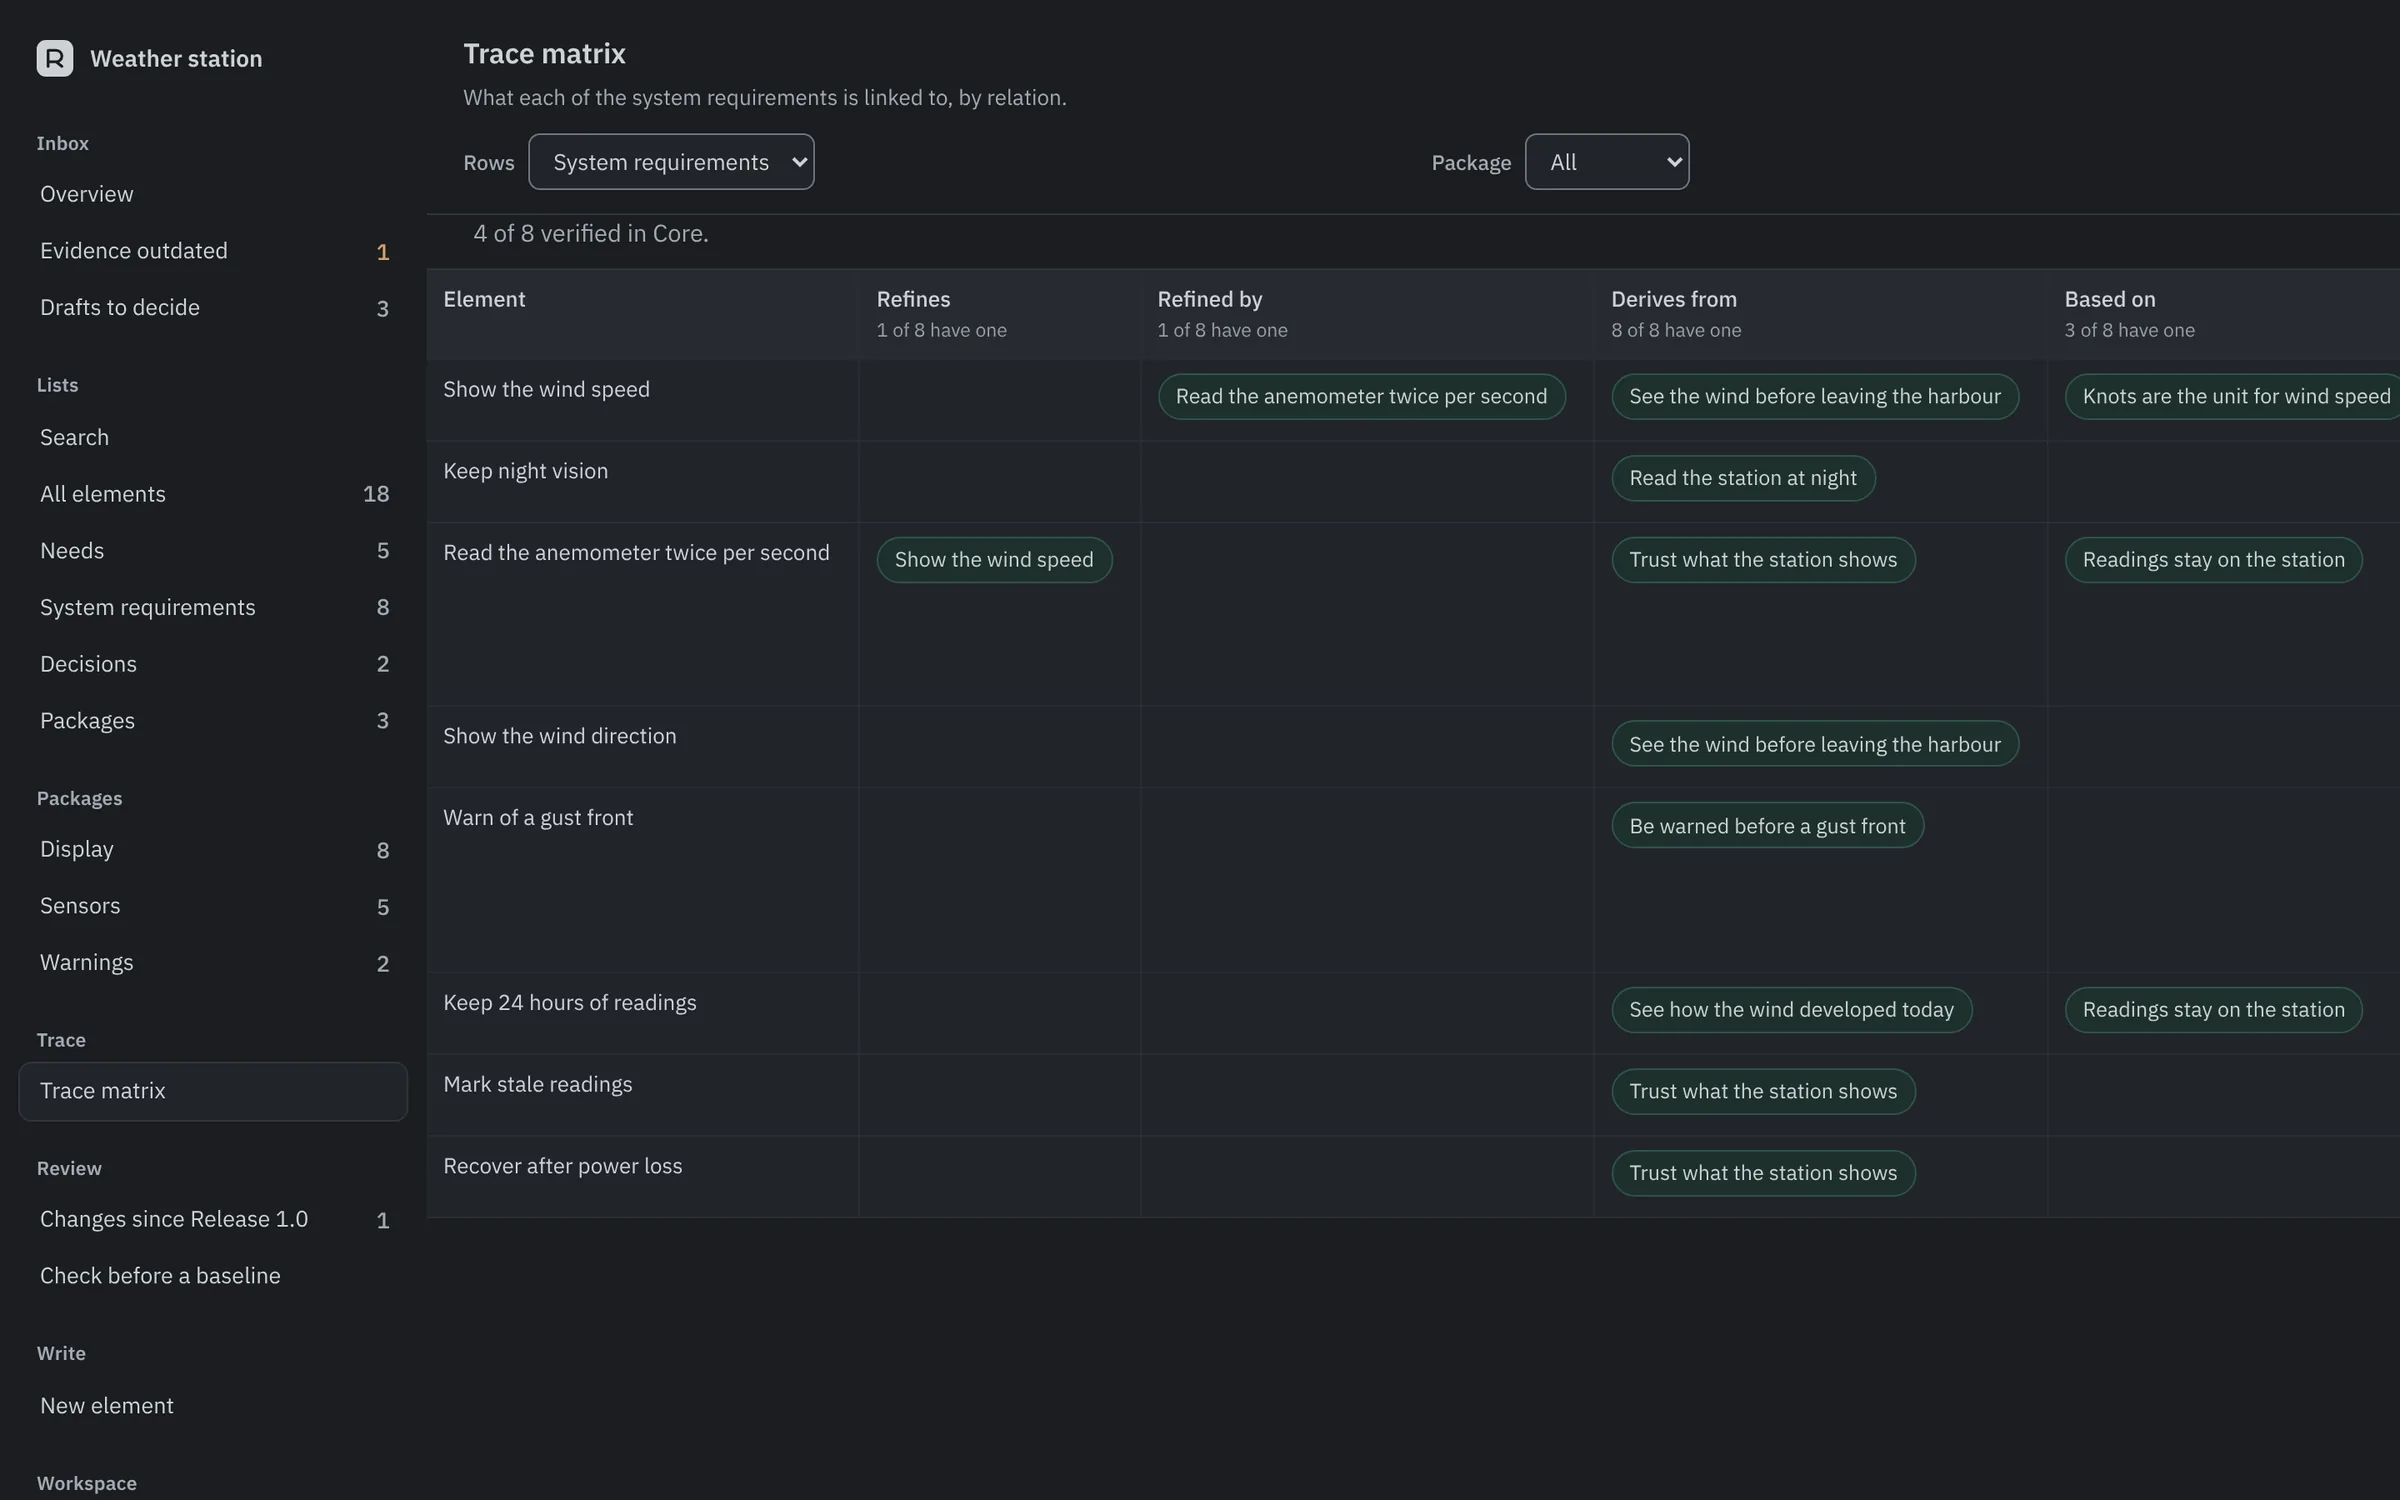 R Weather station
Inbox
Overview
Evidence outdated 1
Drafts to decide 3
Lists
Search
All elements 18
Needs 5
System requirements 8
Decisions 2
Packages 3
Packages
Display 8
Sensors 5
Warnings 2
Trace
Trace matrix
Review
Changes since Release 1.0 1
Check before a baseline
Write
New element
Workspace
Trace matrix
What each of the system requirements is linked to, by relation.
Rows System requirements Package All
4 of 8 verified in Core.
Element Refines Refined by Derives from Based on
1 of 8 have one 1 of 8 have one 8 of 8 have one 3 of 8 have one
Show the wind speed Read the anemometer twice per second See the wind before leaving the harbour Knots are the unit for wind speed
Keep night vision Read the station at night
Read the anemometer twice per second Show the wind speed Trust what the station shows Readings stay on the station
Show the wind direction See the wind before leaving the harbour
Warn of a gust front Be warned before a gust front
Keep 24 hours of readings See how the wind developed today Readings stay on the station
Mark stale readings Trust what the station shows
Recover after power loss Trust what the station shows